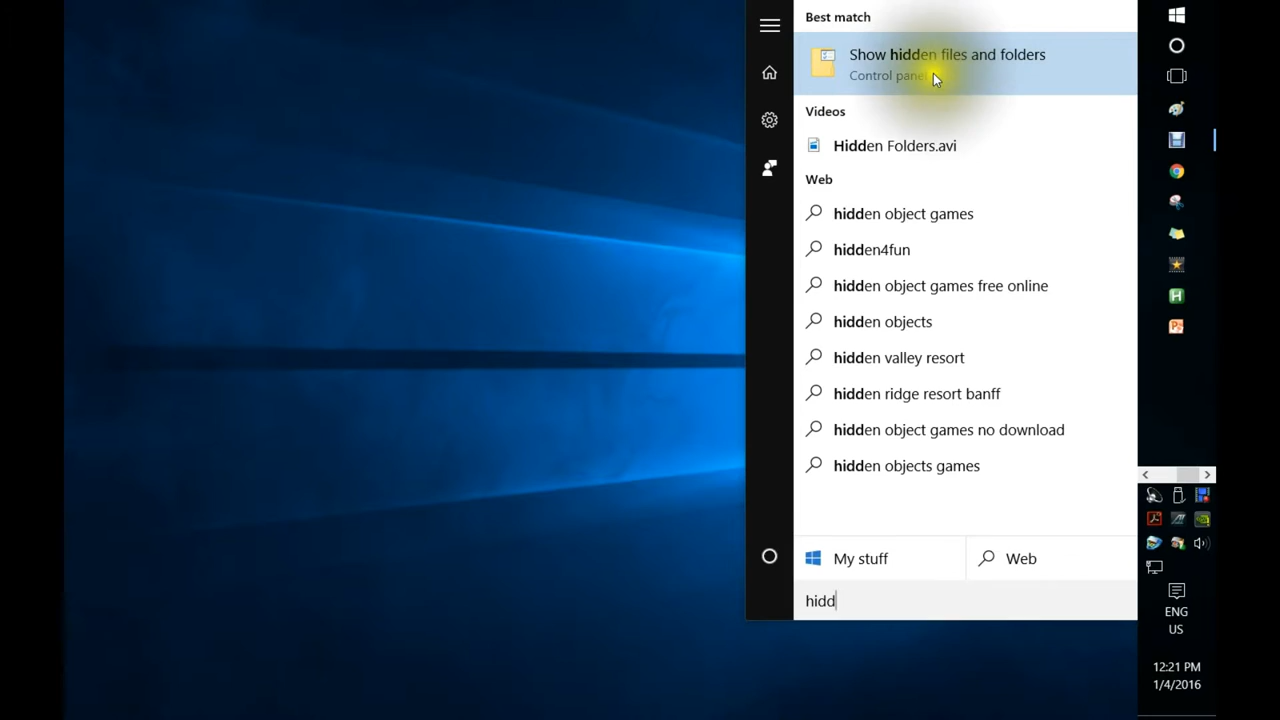 Best match
Show hidden files and folders
Control panel
Videos
Hidden Folders.avi
Web
hidden object games
hidden4fun
hidden object games free online
hidden objects
hidden valley resort
hidden ridge resort banff
hidden object games no download
hidden objects games
My stuff
Web
hidd
ENG
US
12:21 PM
1/4/2016